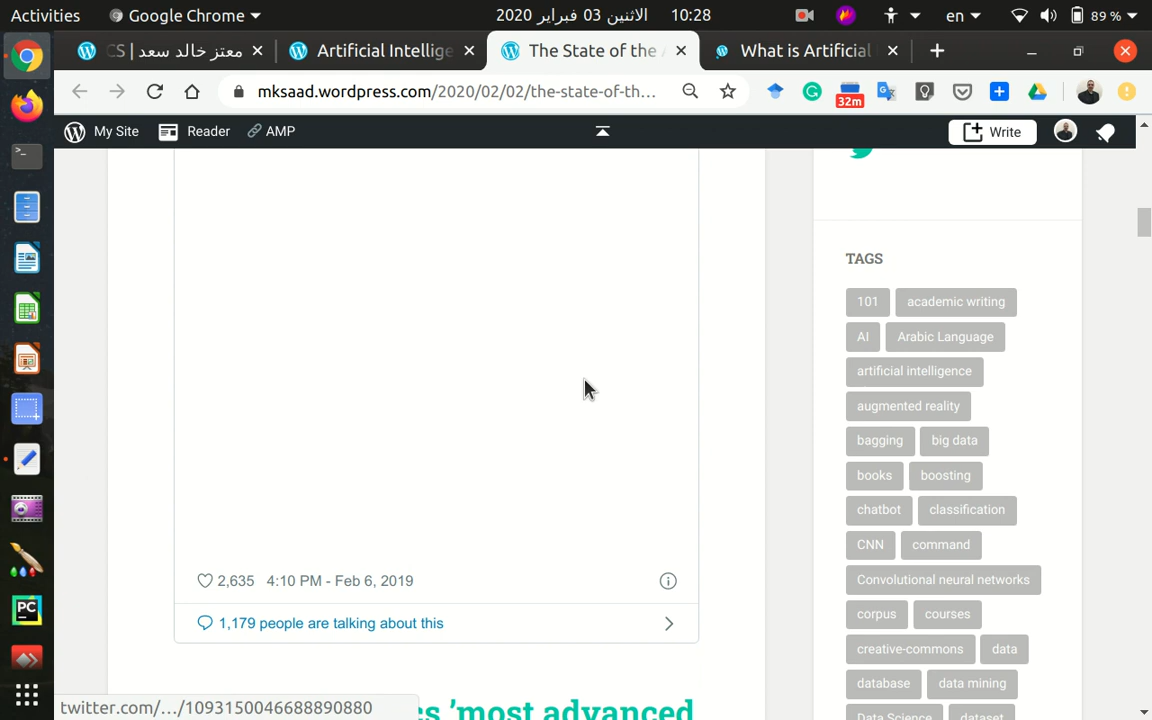 Activities Google Chrome الاثنين 03 فبراير 2020 10:28 en 89 %
معتز خالد سعد | CS Artificial Intellige The State of the What is Artificial
mksaad.wordpress.com/2020/02/02/the-state-of-th... 32m
My Site Reader AMP Write
TAGS
101 academic writing
AI Arabic Language
artificial intelligence
augmented reality
bagging big data
books boosting
chatbot classification
CNN command
Convolutional neural networks
corpus courses
creative-commons data
database data mining
Data Science dataset
2,635 4:10 PM - Feb 6, 2019
1,179 people are talking about this
cs 'most advanced
twitter.com/.../1093150046688890880
PC